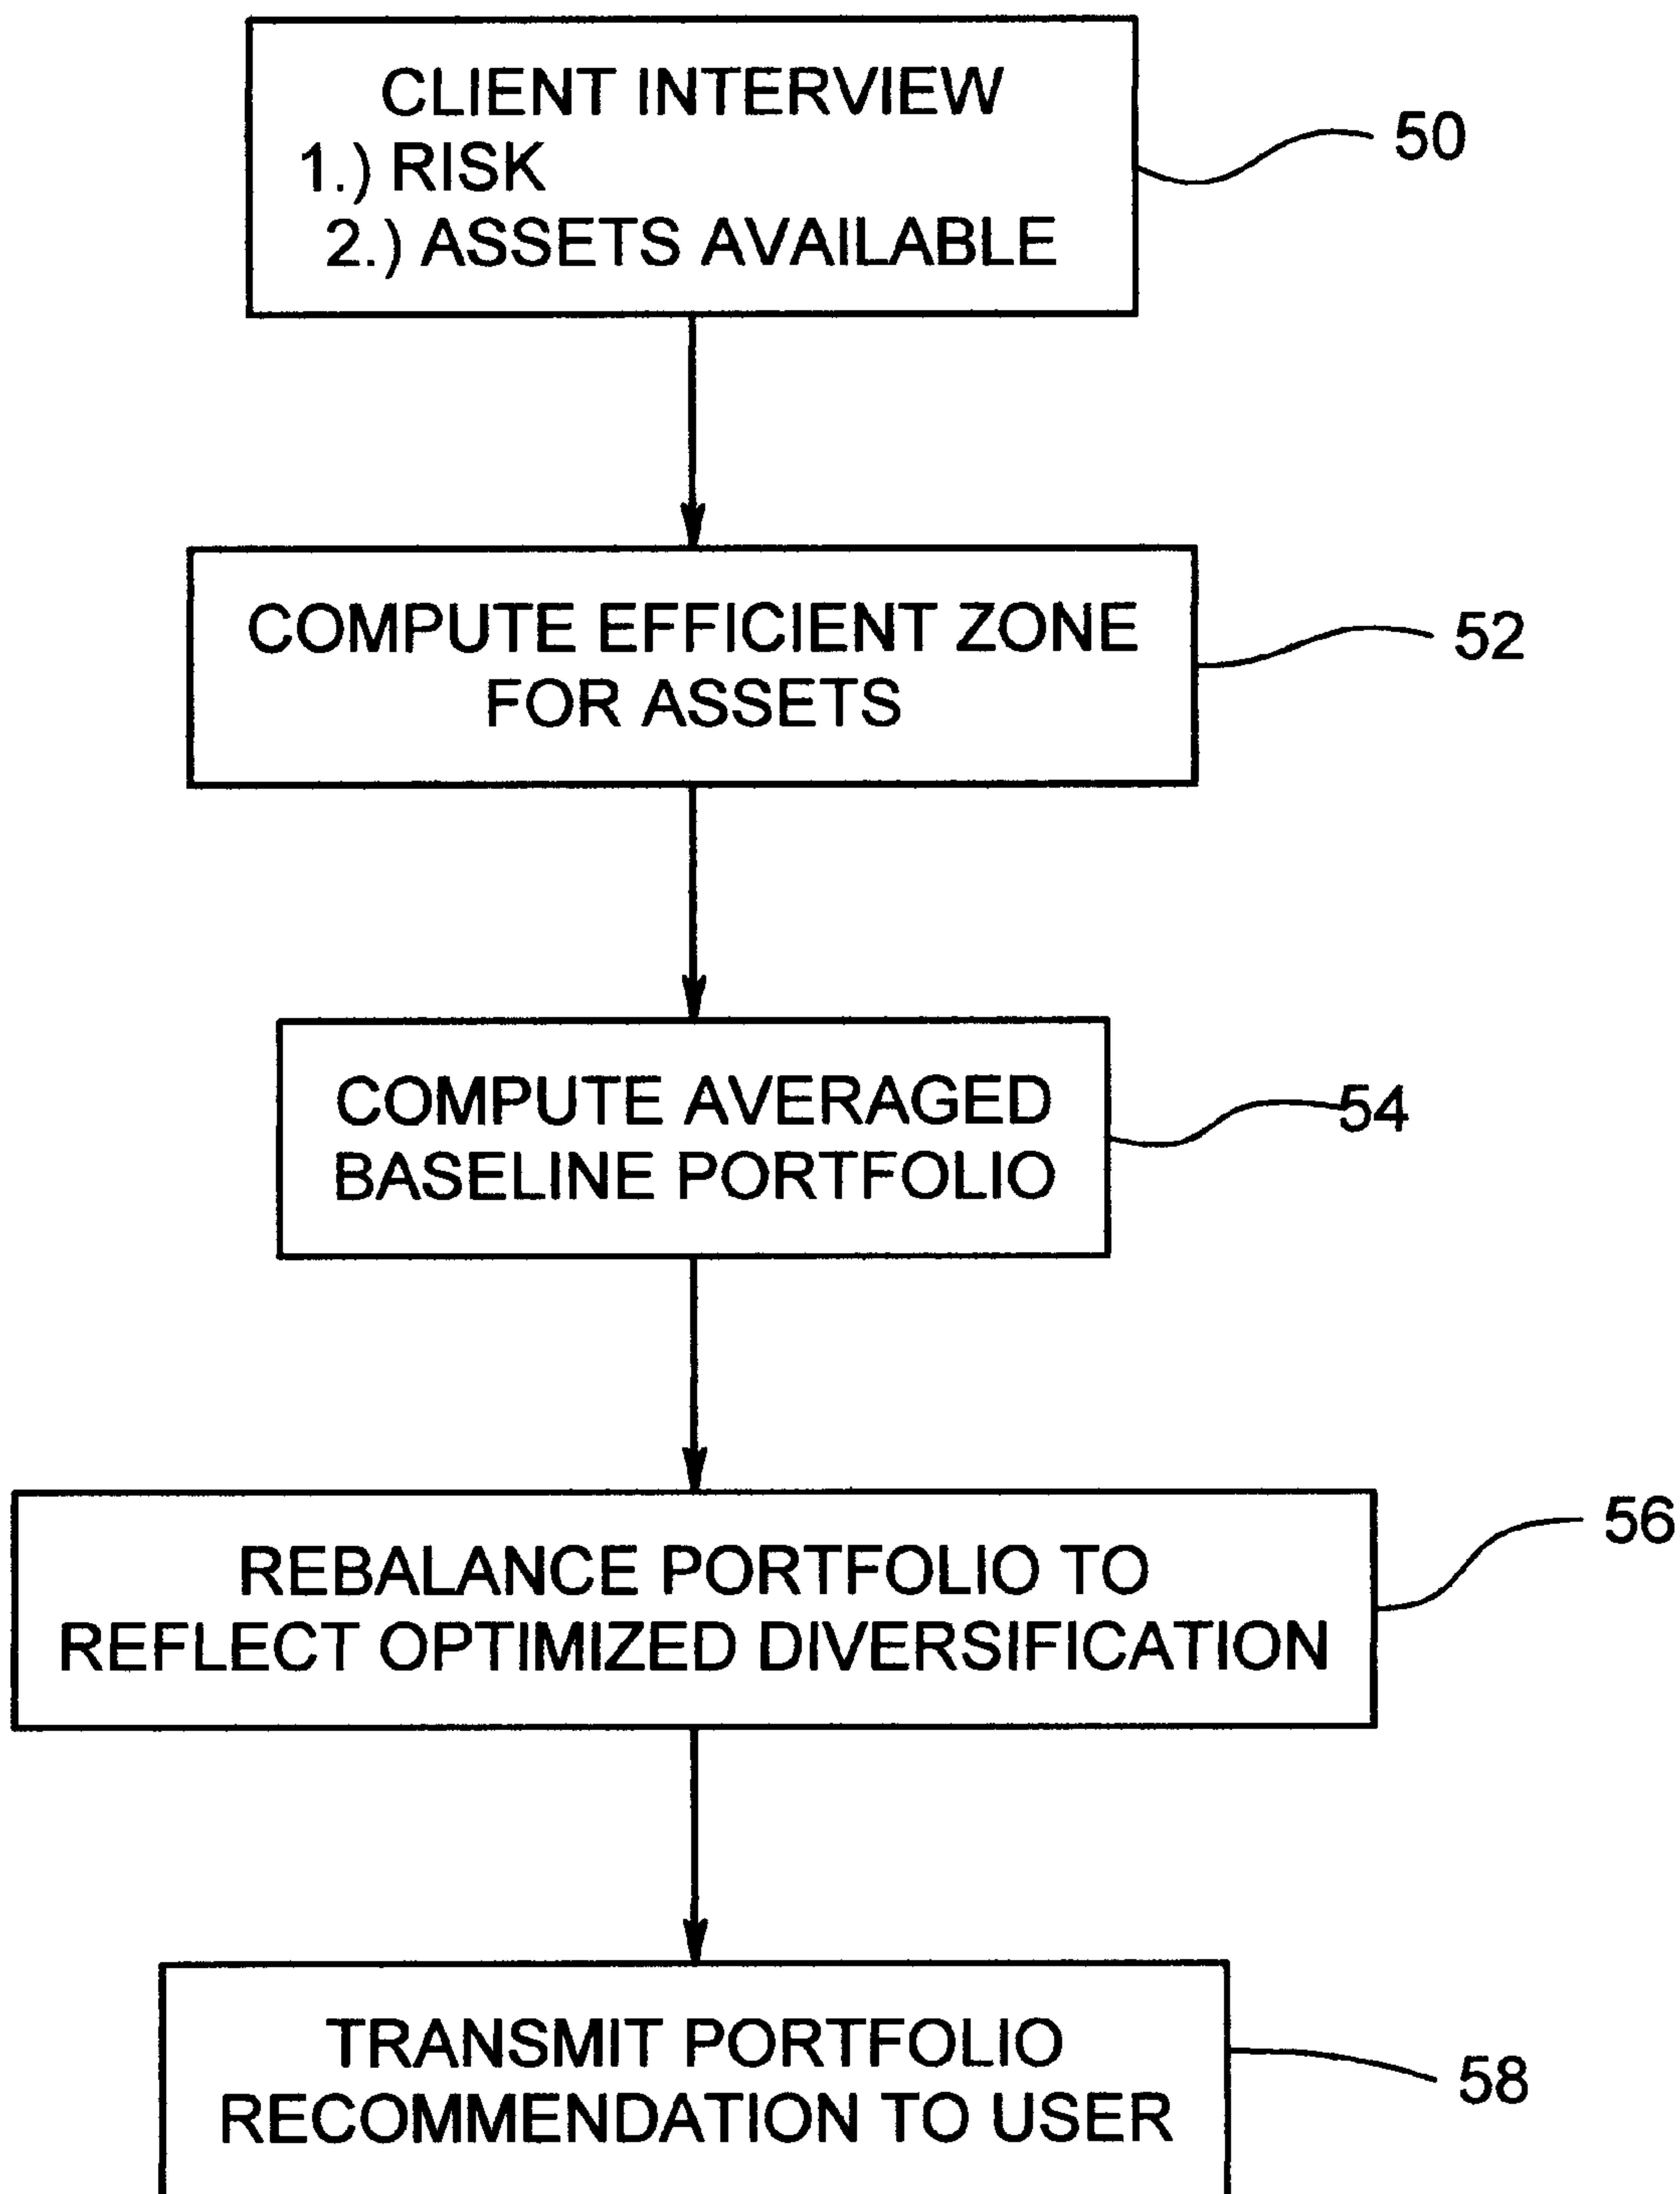 CLIENT INTERVIEW
1.) RISK
2.) ASSETS AVAILABLE
50
COMPUTE EFFICIENT ZONE
FOR ASSETS
52
COMPUTE AVERAGED
BASELINE PORTFOLIO
54
REBALANCE PORTFOLIO TO
REFLECT OPTIMIZED DIVERSIFICATION
56
TRANSMIT PORTFOLIO
RECOMMENDATION TO USER
58